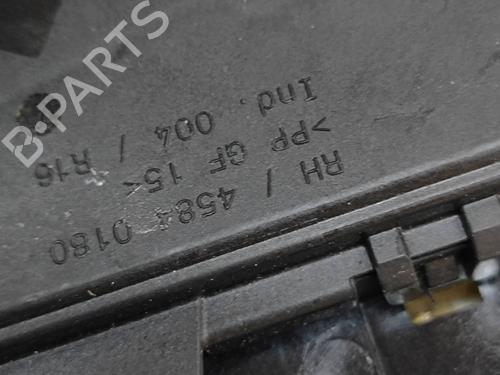 RH / 4584 0180
>PP GF 15<
Ind. 004 / R16
B-PARTS